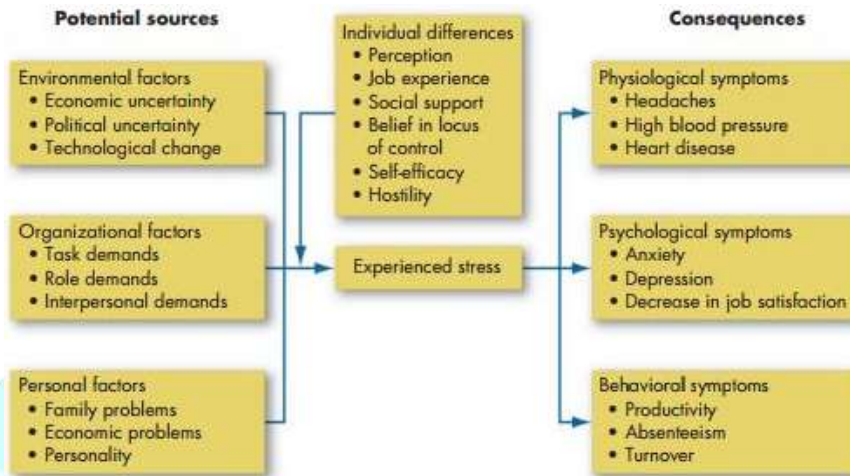 Potential sources
Environmental factors
• Economic uncertainty
• Political uncertainty
• Technological change
Organizational factors
• Task demands
• Role demands
• Interpersonal demands
Personal factors
• Family problems
• Economic problems
• Personality
Individual differences
• Perception
• Job experience
• Social support
• Belief in locus
of control
• Self-efficacy
• Hostility
Experienced stress
Consequences
Physiological symptoms
• Headaches
• High blood pressure
• Heart disease
Psychological symptoms
• Anxiety
• Depression
• Decrease in job satisfaction
Behavioral symptoms
• Productivity
• Absenteeism
• Turnover